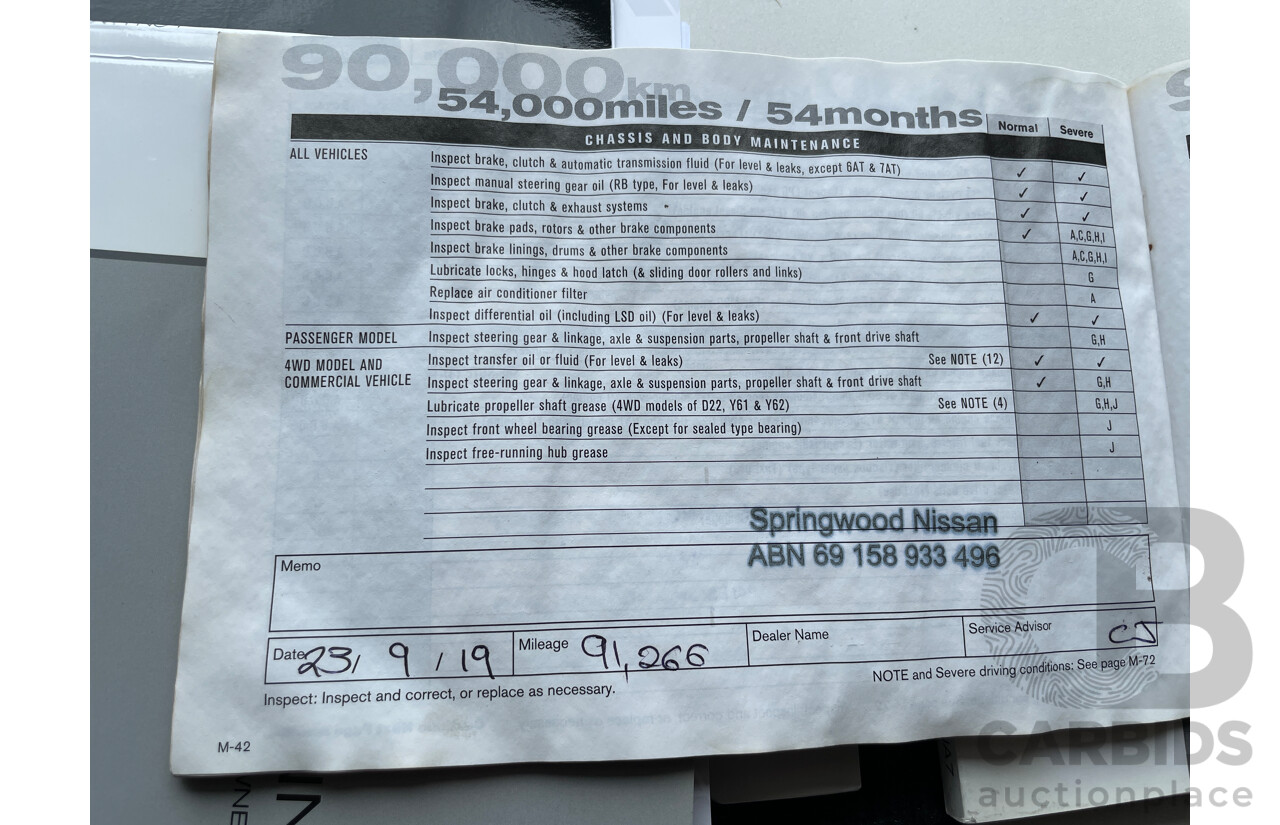 90,000km
54,000miles / 54months
Normal Severe
CHASSIS AND BODY MAINTENANCE
ALL VEHICLES Inspect brake, clutch & automatic transmission fluid (For level & leaks, except 6AT & 7AT) ✓ ✓
Inspect manual steering gear oil (RB type, For level & leaks) ✓ ✓
Inspect brake, clutch & exhaust systems ✓ ✓
Inspect brake pads, rotors & other brake components ✓ A,C,G,H,I
Inspect brake linings, drums & other brake components A,C,G,H,I
Lubricate locks, hinges & hood latch (& sliding door rollers and links) G
Replace air conditioner filter A
Inspect differential oil (including LSD oil) (For level & leaks) ✓ ✓
PASSENGER MODEL Inspect steering gear & linkage, axle & suspension parts, propeller shaft & front drive shaft G,H
4WD MODEL AND Inspect transfer oil or fluid (For level & leaks) See NOTE (12) ✓ ✓
COMMERCIAL VEHICLE Inspect steering gear & linkage, axle & suspension parts, propeller shaft & front drive shaft ✓ G,H
Lubricate propeller shaft grease (4WD models of D22, Y61 & Y62) See NOTE (4) G,H,J
Inspect front wheel bearing grease (Except for sealed type bearing) J
Inspect free-running hub grease J
Springwood Nissan
ABN 69 158 933 496
Memo
Date 23/ 9 / 19 Mileage 91,266 Dealer Name Service Advisor CJ
NOTE and Severe driving conditions: See page M-72
Inspect: Inspect and correct, or replace as necessary.
M-42
CARBIDS
auctionplace